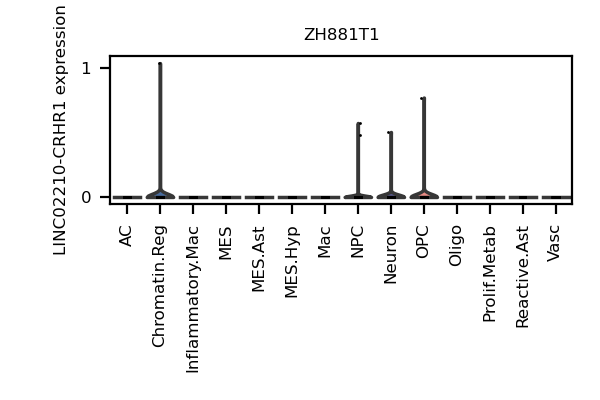 ZH881T1
LINC02210-CRHR1 expression
1
0
AC
Chromatin.Reg
Inflammatory.Mac
MES
MES.Ast
MES.Hyp
Mac
NPC
Neuron
OPC
Oligo
Prolif.Metab
Reactive.Ast
Vasc